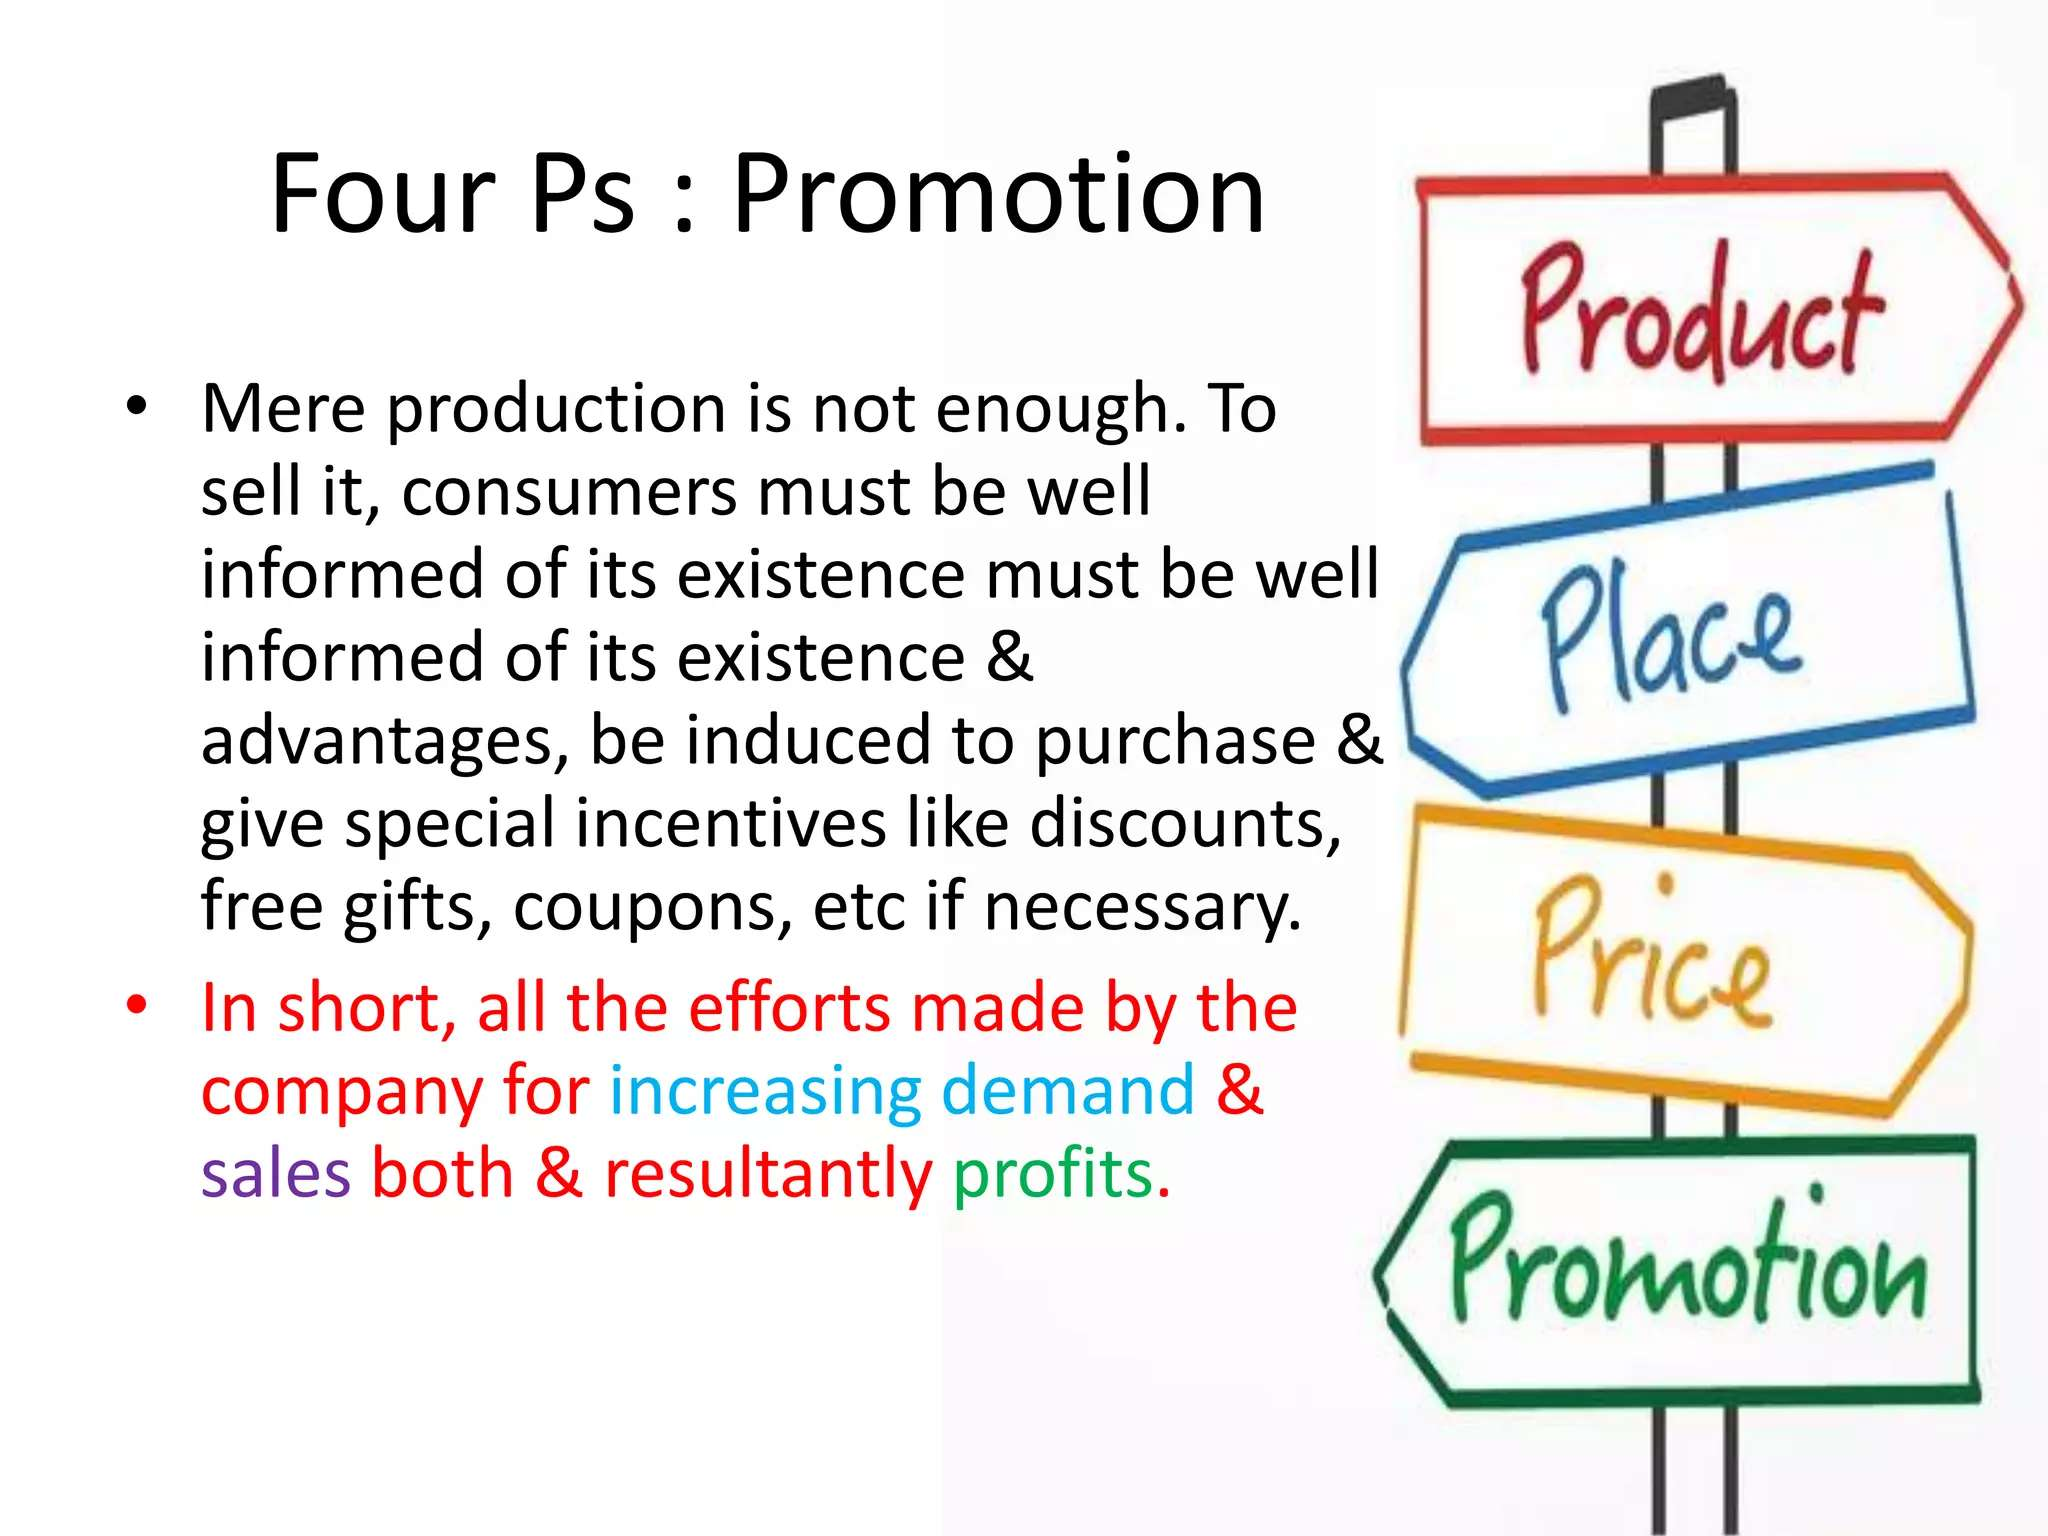 Four Ps : Promotion
• Mere production is not enough. To
sell it, consumers must be well
informed of its existence must be well
informed of its existence &
advantages, be induced to purchase &
give special incentives like discounts,
free gifts, coupons, etc if necessary.
• In short, all the efforts made by the
company for increasing demand &
sales both & resultantly profits.
Product
Place
Price
Promotion